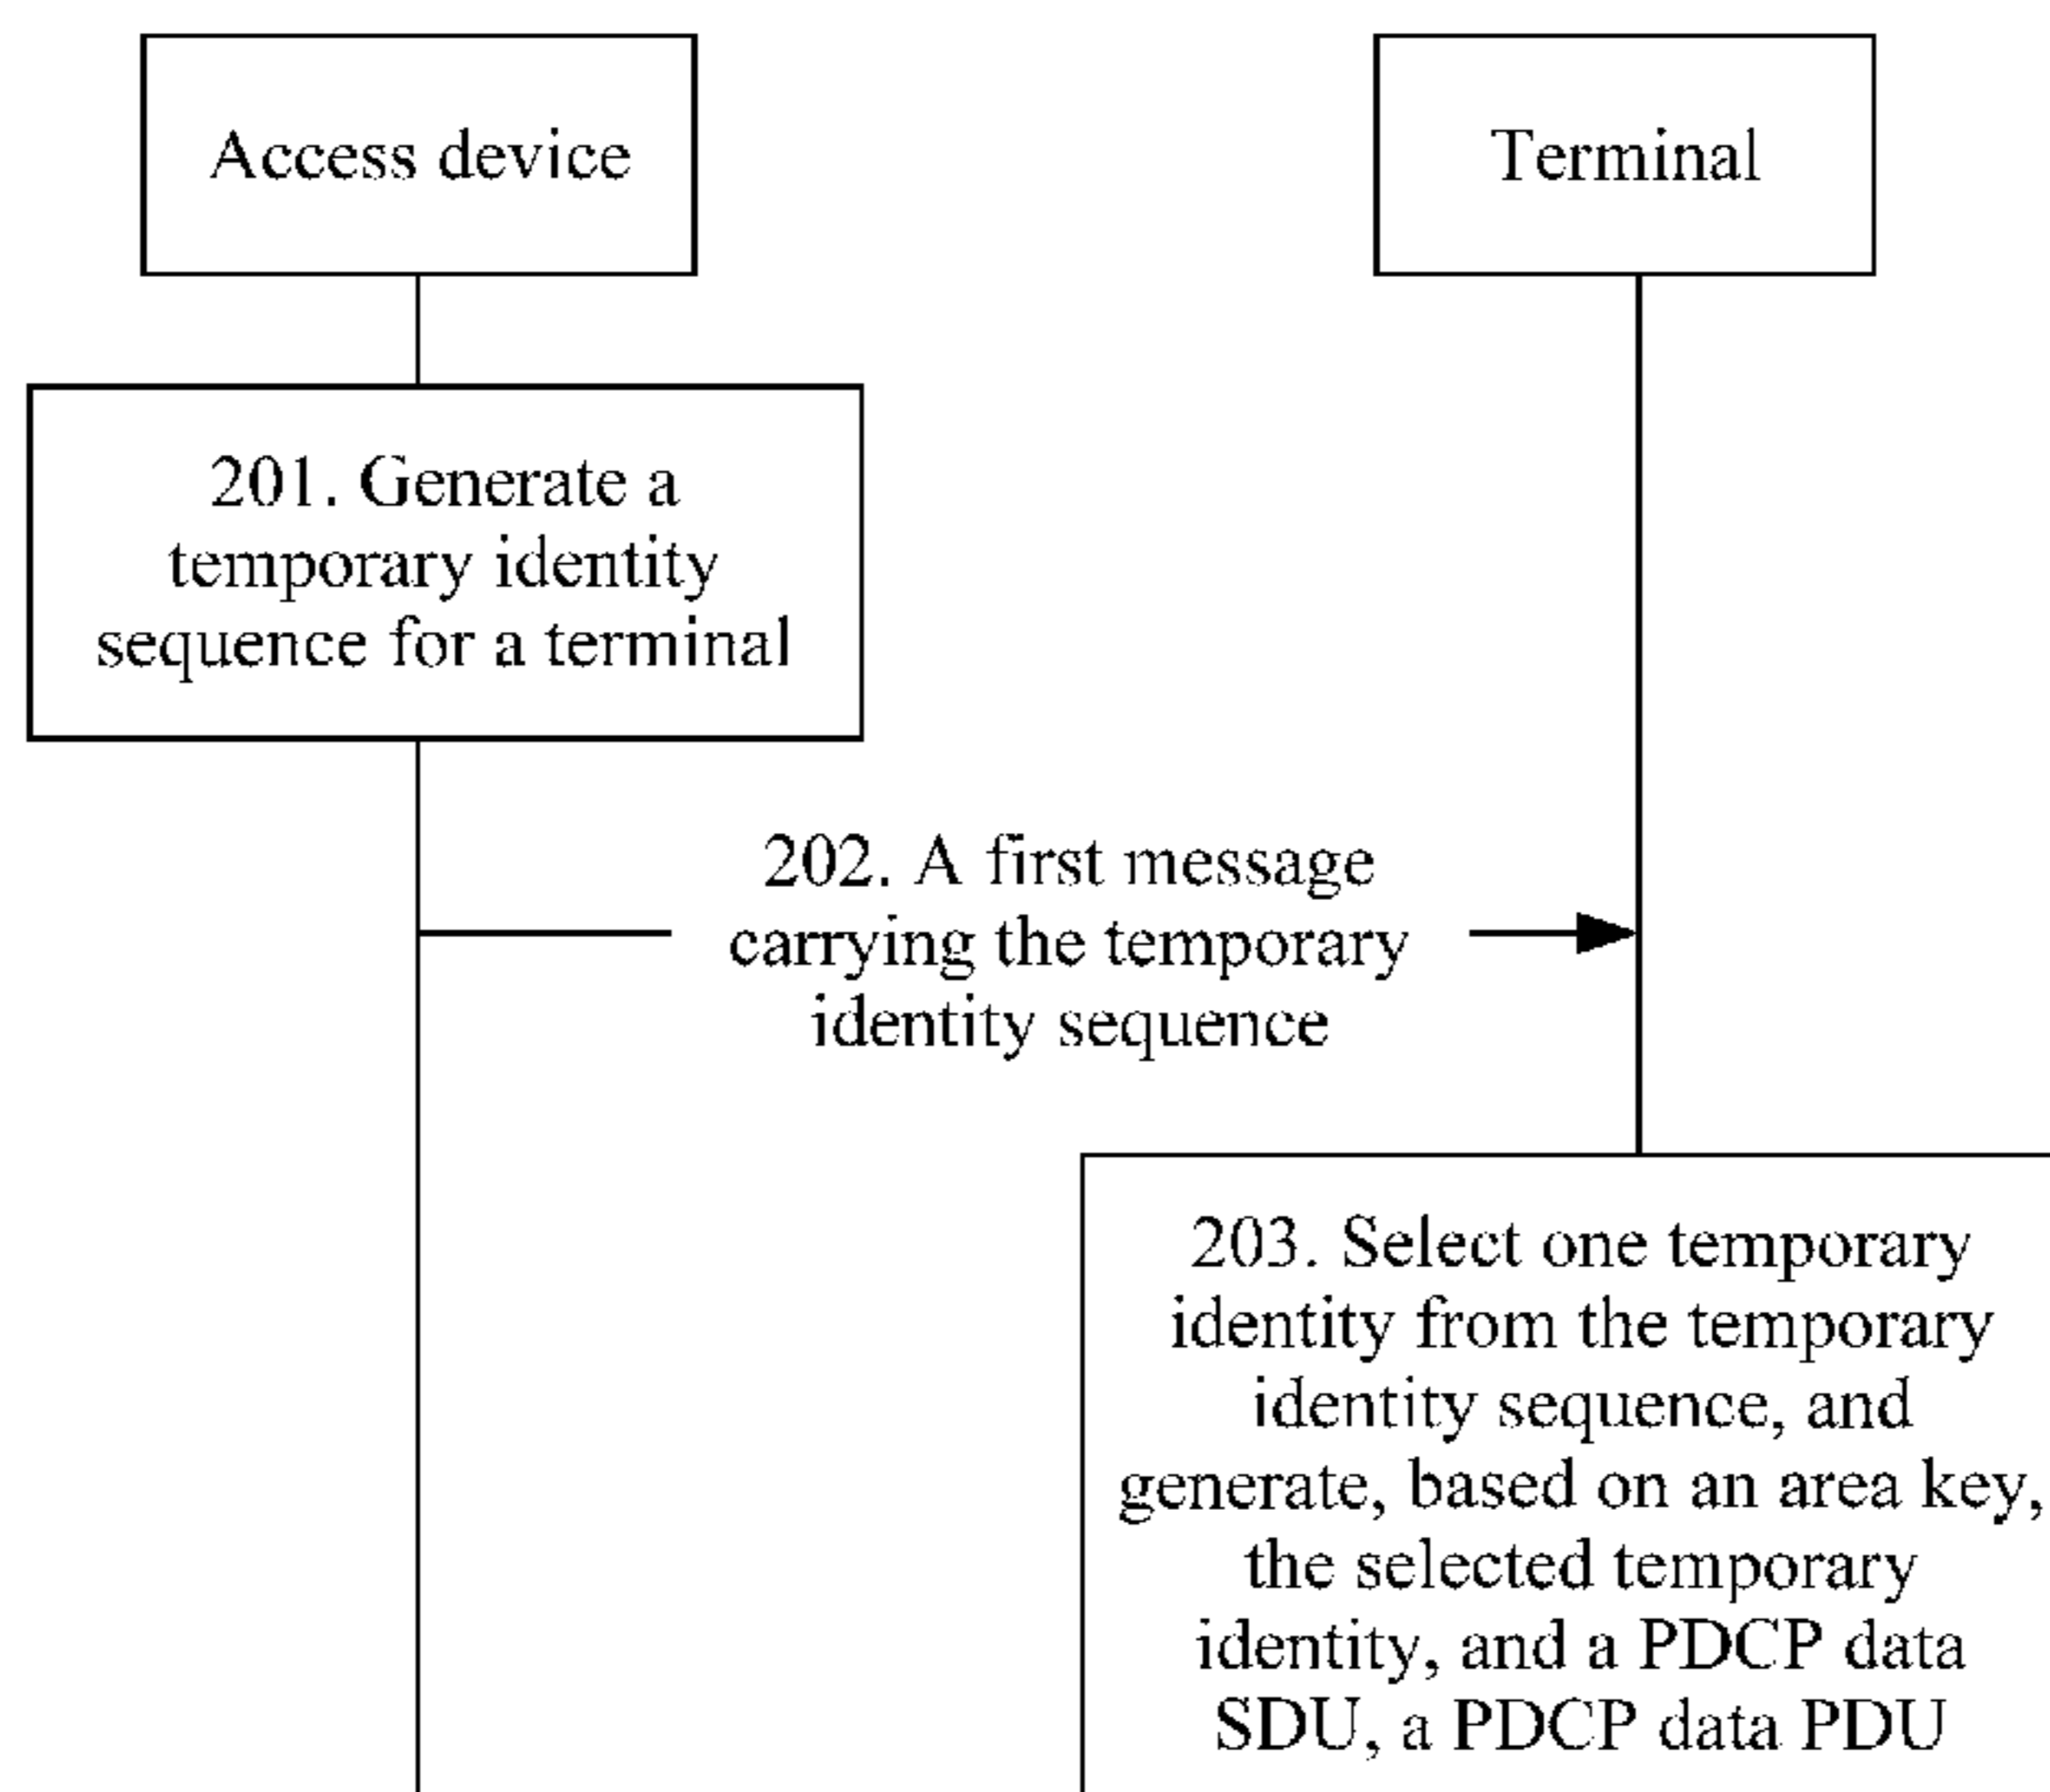 Access device
Terminal
201. Generate a
temporary identity
sequence for a terminal
202. A first message
carrying the temporary
identity sequence
203. Select one temporary
identity from the temporary
identity sequence, and
generate, based on an area key,
the selected temporary
identity, and a PDCP data
SDU, a PDCP data PDU